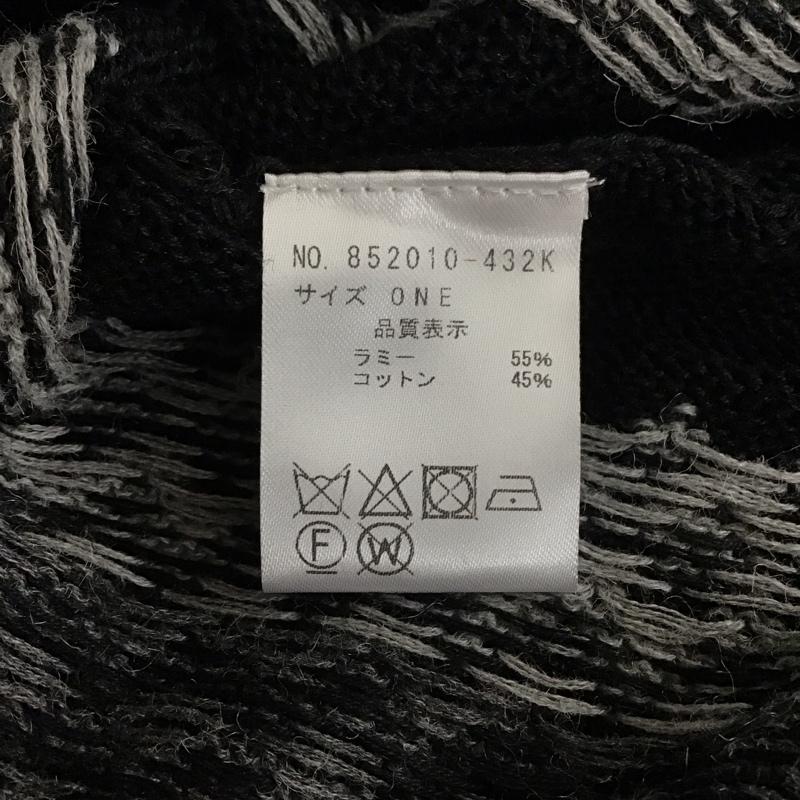 NO. 852010-432K
サイズ ONE
品質表示
ラミー 55%
コットン 45%
F W